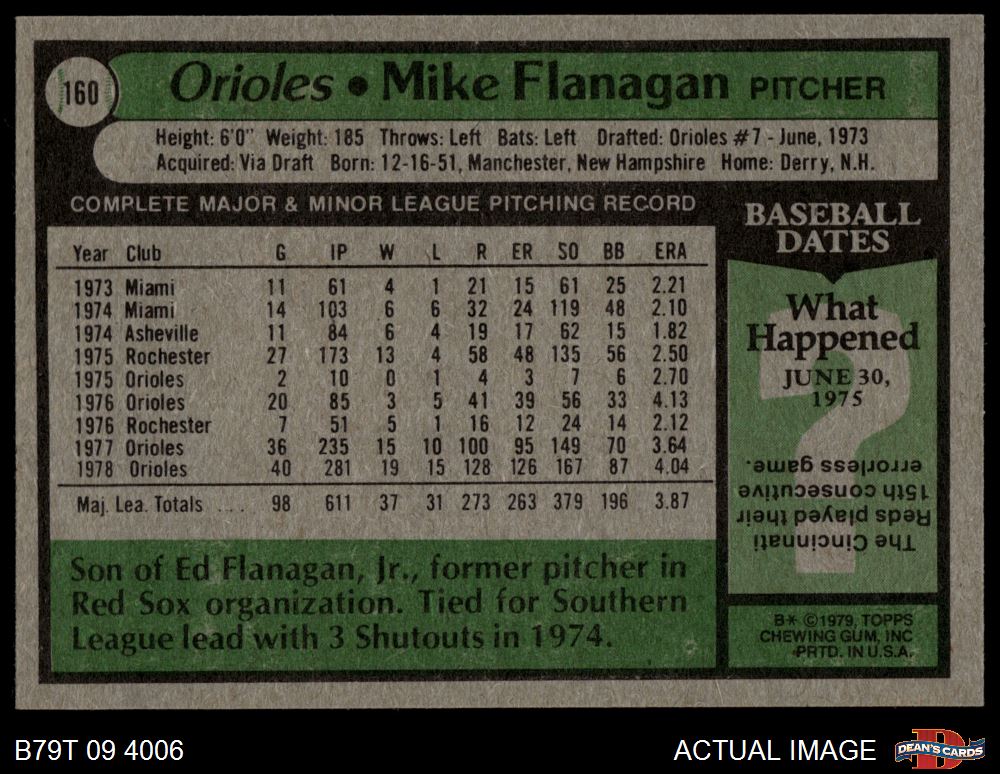 160
Orioles • Mike Flanagan PITCHER
Height: 6'0" Weight: 185 Throws: Left Bats: Left Drafted: Orioles #7 - June, 1973
Acquired: Via Draft Born: 12-16-51, Manchester, New Hampshire Home: Derry, N.H.
COMPLETE MAJOR & MINOR LEAGUE PITCHING RECORD
Year Club G IP W L R ER SO BB ERA
1973 Miami 11 61 4 1 21 15 61 25 2.21
1974 Miami 14 103 6 6 32 24 119 48 2.10
1974 Asheville 11 84 6 4 19 17 62 15 1.82
1975 Rochester 27 173 13 4 58 48 135 56 2.50
1975 Orioles 2 10 0 1 4 3 7 6 2.70
1976 Orioles 20 85 3 5 41 39 56 33 4.13
1976 Rochester 7 51 5 1 16 12 24 14 2.12
1977 Orioles 36 235 15 10 100 95 149 70 3.64
1978 Orioles 40 281 19 15 128 126 167 87 4.04
Maj. Lea. Totals ... 98 611 37 31 273 263 379 196 3.87
Son of Ed Flanagan, Jr., former pitcher in
Red Sox organization. Tied for Southern
League lead with 3 Shutouts in 1974.
BASEBALL
DATES
What
Happened
JUNE 30,
1975
?
The Cincinnati
Reds played their
15th consecutive
errorless game.
B* ©1979, TOPPS
CHEWING GUM, INC
PRTD. IN U.S.A.
B79T 09 4006
ACTUAL IMAGE
D
DEAN'S CARDS